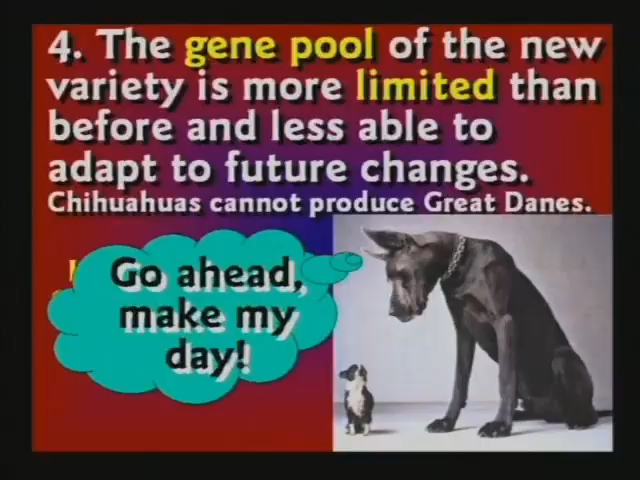 4. The gene pool of the new
variety is more limited than
before and less able to
adapt to future changes.
Chihuahuas cannot produce Great Danes.
Go ahead,
make my
day!